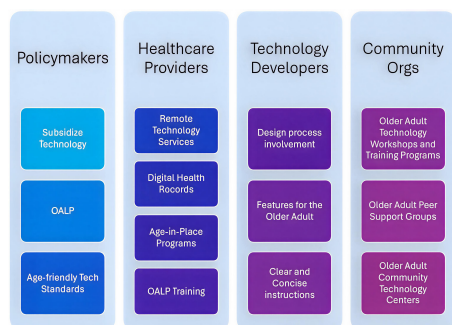 Policymakers
Subsidize
Technology
OALP
Age-friendly Tech
Standards
Healthcare
Providers
Remote
Technology
Services
Digital Health
Rocords
Age-in-Place
Programs
OALP Training
Technology
Developers
Design process
involvement
Features for the
Older Adult
Clear and
Concise
instructions
Community
Orgs
Older Adult
Technology
Workshops and
Training Programs
Older Adult Peer
Support Groups
Older Adult
Community
Technology
Centers